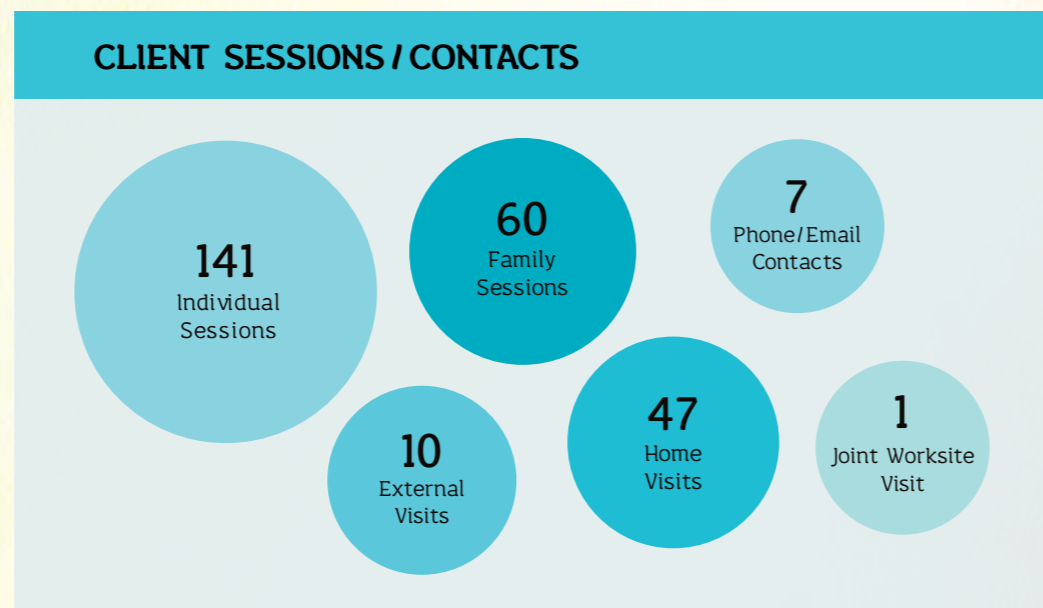 CLIENT SESSIONS / CONTACTS
141
Individual
Sessions
60
Family
Sessions
7
Phone/Email
Contacts
10
External
Visits
47
Home
Visits
1
Joint Worksite
Visit